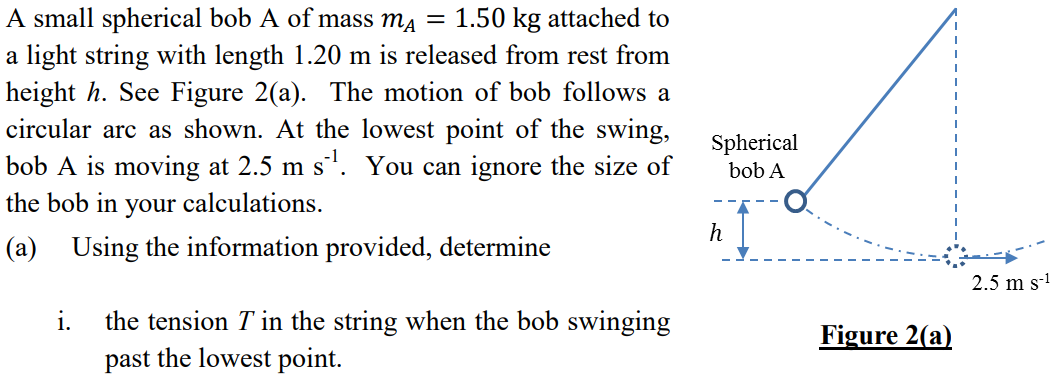 A small spherical bob A of mass m_A = 1.50 kg attached to
a light string with length 1.20 m is released from rest from
height h. See Figure 2(a). The motion of bob follows a
circular arc as shown. At the lowest point of the swing,
bob A is moving at 2.5 m s⁻¹. You can ignore the size of
the bob in your calculations.
(a) Using the information provided, determine
i. the tension T in the string when the bob swinging
past the lowest point.
Spherical
bob A
h
2.5 m s⁻¹
Figure 2(a)